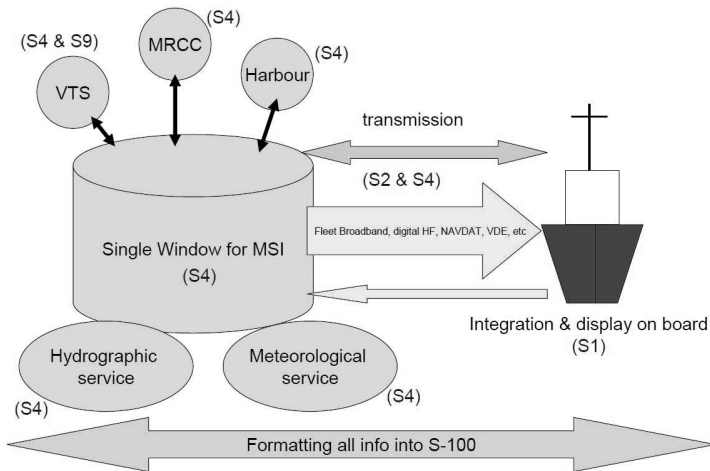 (S4)
MRCC
(S4 & S9)
(S4)
Harbour
VTS
transmission
(S2 & S4)
Fleet Broadband, digital HF, NAVDAT, VDE, etc
Single Window for MSI
(S4)
Integration & display on board
(S1)
Hydrographic
service
(S4)
Meteorological
service
(S4)
Formatting all info into S-100